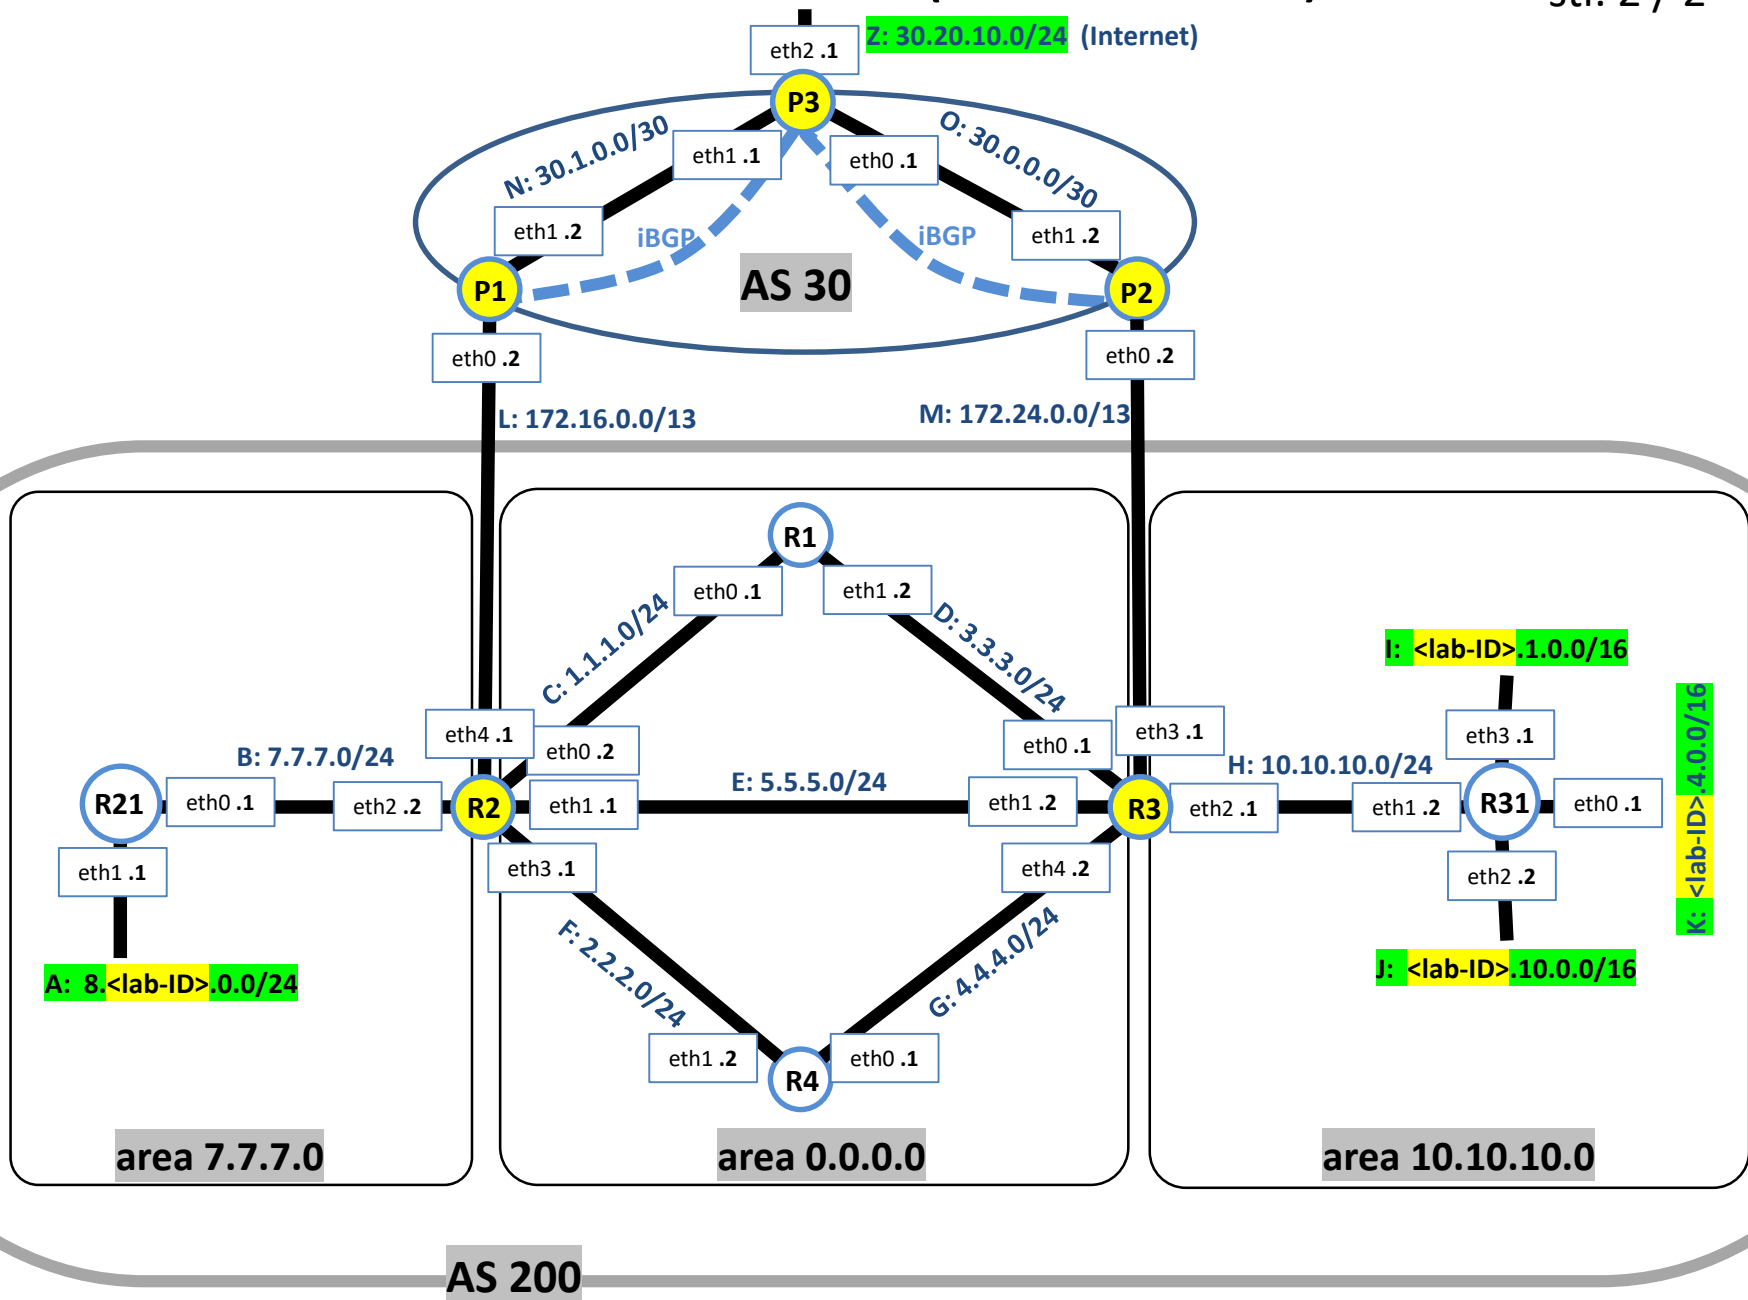 eth2 .1
Z: 30.20.10.0/24 (Internet)
P3
N: 30.1.0.0/30
O: 30.0.0.0/30
eth1 .1
eth0 .1
eth1 .2
iBGP
iBGP
eth1 .2
AS 30
P1
P2
eth0 .2
eth0 .2
L: 172.16.0.0/13
M: 172.24.0.0/13
R1
eth0 .1
eth1 .2
C: 1.1.1.0/24
D: 3.3.3.0/24
I: <lab-ID>.1.0.0/16
K: <lab-ID>.4.0.0/16
eth4 .1
eth0 .2
eth0 .1
eth3 .1
eth3 .1
B: 7.7.7.0/24
E: 5.5.5.0/24
H: 10.10.10.0/24
R21
eth0 .1
eth2 .2
R2
eth1 .1
eth1 .2
R3
eth2 .1
eth1 .2
R31
eth0 .1
eth1 .1
eth3 .1
eth4 .2
eth2 .2
F: 2.2.2.0/24
G: 4.4.4.0/24
A: 8.<lab-ID>.0.0/24
J: <lab-ID>.10.0.0/16
eth1 .2
eth0 .1
R4
area 7.7.7.0
area 0.0.0.0
area 10.10.10.0
AS 200